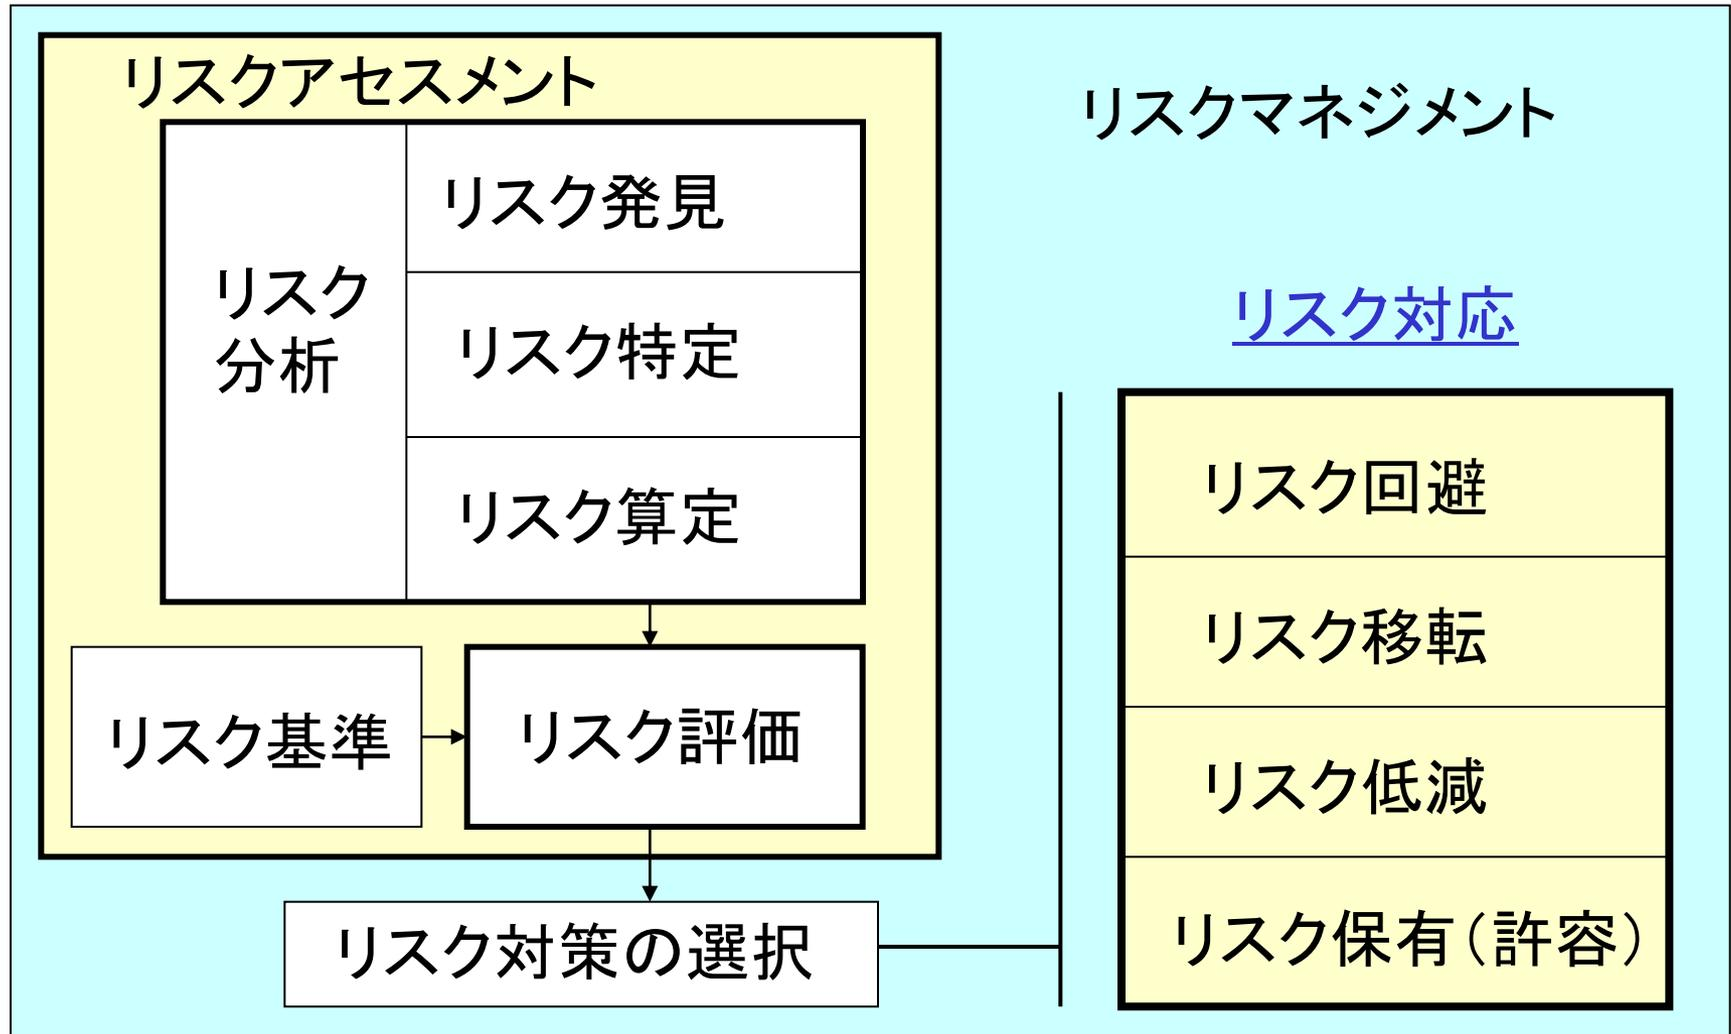 リスクアセスメント
リスク
分析
リスク発見
リスク特定
リスク算定
リスク基準
リスク評価
リスク対策の選択
リスクマネジメント
リスク対応
リスク回避
リスク移転
リスク低減
リスク保有（許容）